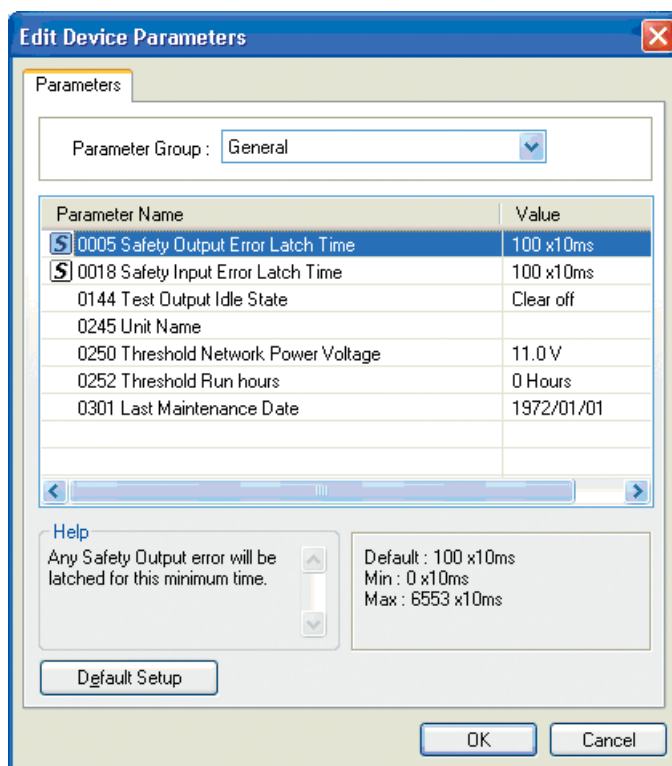 Edit Device Parameters
Parameters
Parameter Group : General
Parameter Name Value
S 0005 Safety Output Error Latch Time 100 x10ms
S 0018 Safety Input Error Latch Time 100 x10ms
0144 Test Output Idle State Clear off
0245 Unit Name
0250 Threshold Network Power Voltage 11.0 V
0252 Threshold Run hours 0 Hours
0301 Last Maintenance Date 1972/01/01
Help
Any Safety Output error will be
latched for this minimum time.
Default : 100 x10ms
Min : 0 x10ms
Max : 6553 x10ms
Default Setup
OK Cancel